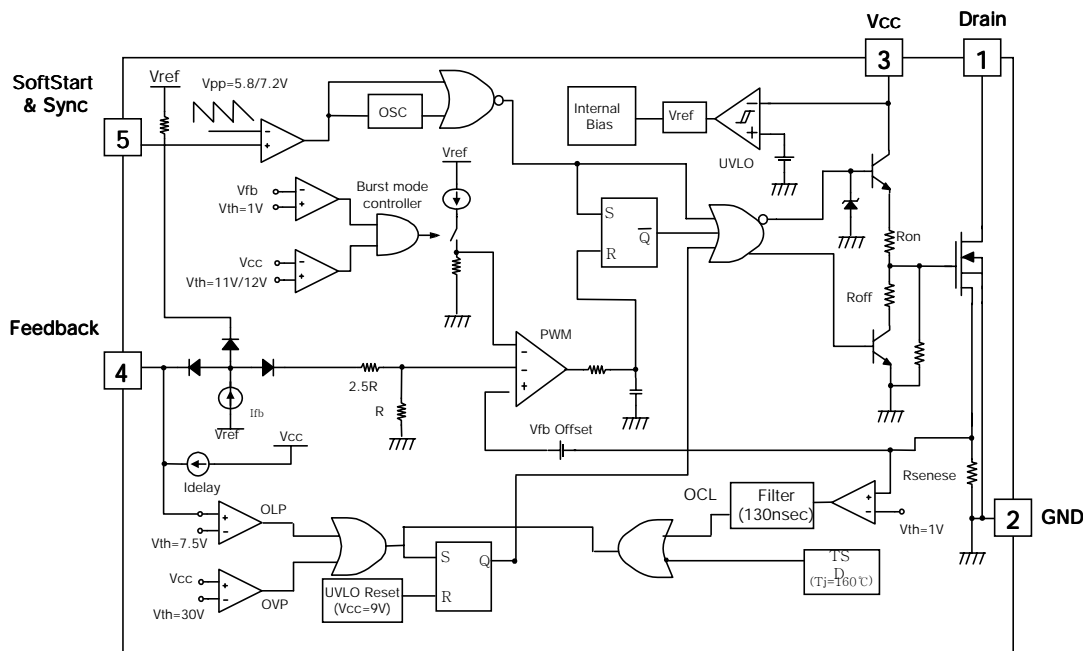 Vcc
Drain
3
1
SoftStart
& Sync
5
Vref
Vpp=5.8/7.2V
−
+
OSC
Internal
Bias
Vref
−
+
UVLO
Vfb
Vth=1V
−
+
Burst mode
controller
Vref
Vcc
Vth=11V/12V
−
+
S
R
Q
Ron
Roff
Feedback
4
Ifb
Vref
2.5R
R
PWM
−
−
+
Vfb Offset
Vcc
Idelay
Rsenese
2
GND
OLP
+
−
Vth=7.5V
Vcc
Vth=30V
+
−
OVP
S
R
Q
UVLO Reset
(Vcc=9V)
OCL
Filter
(130nsec)
+
−
Vth=1V
TS
D
(Tj=160℃)